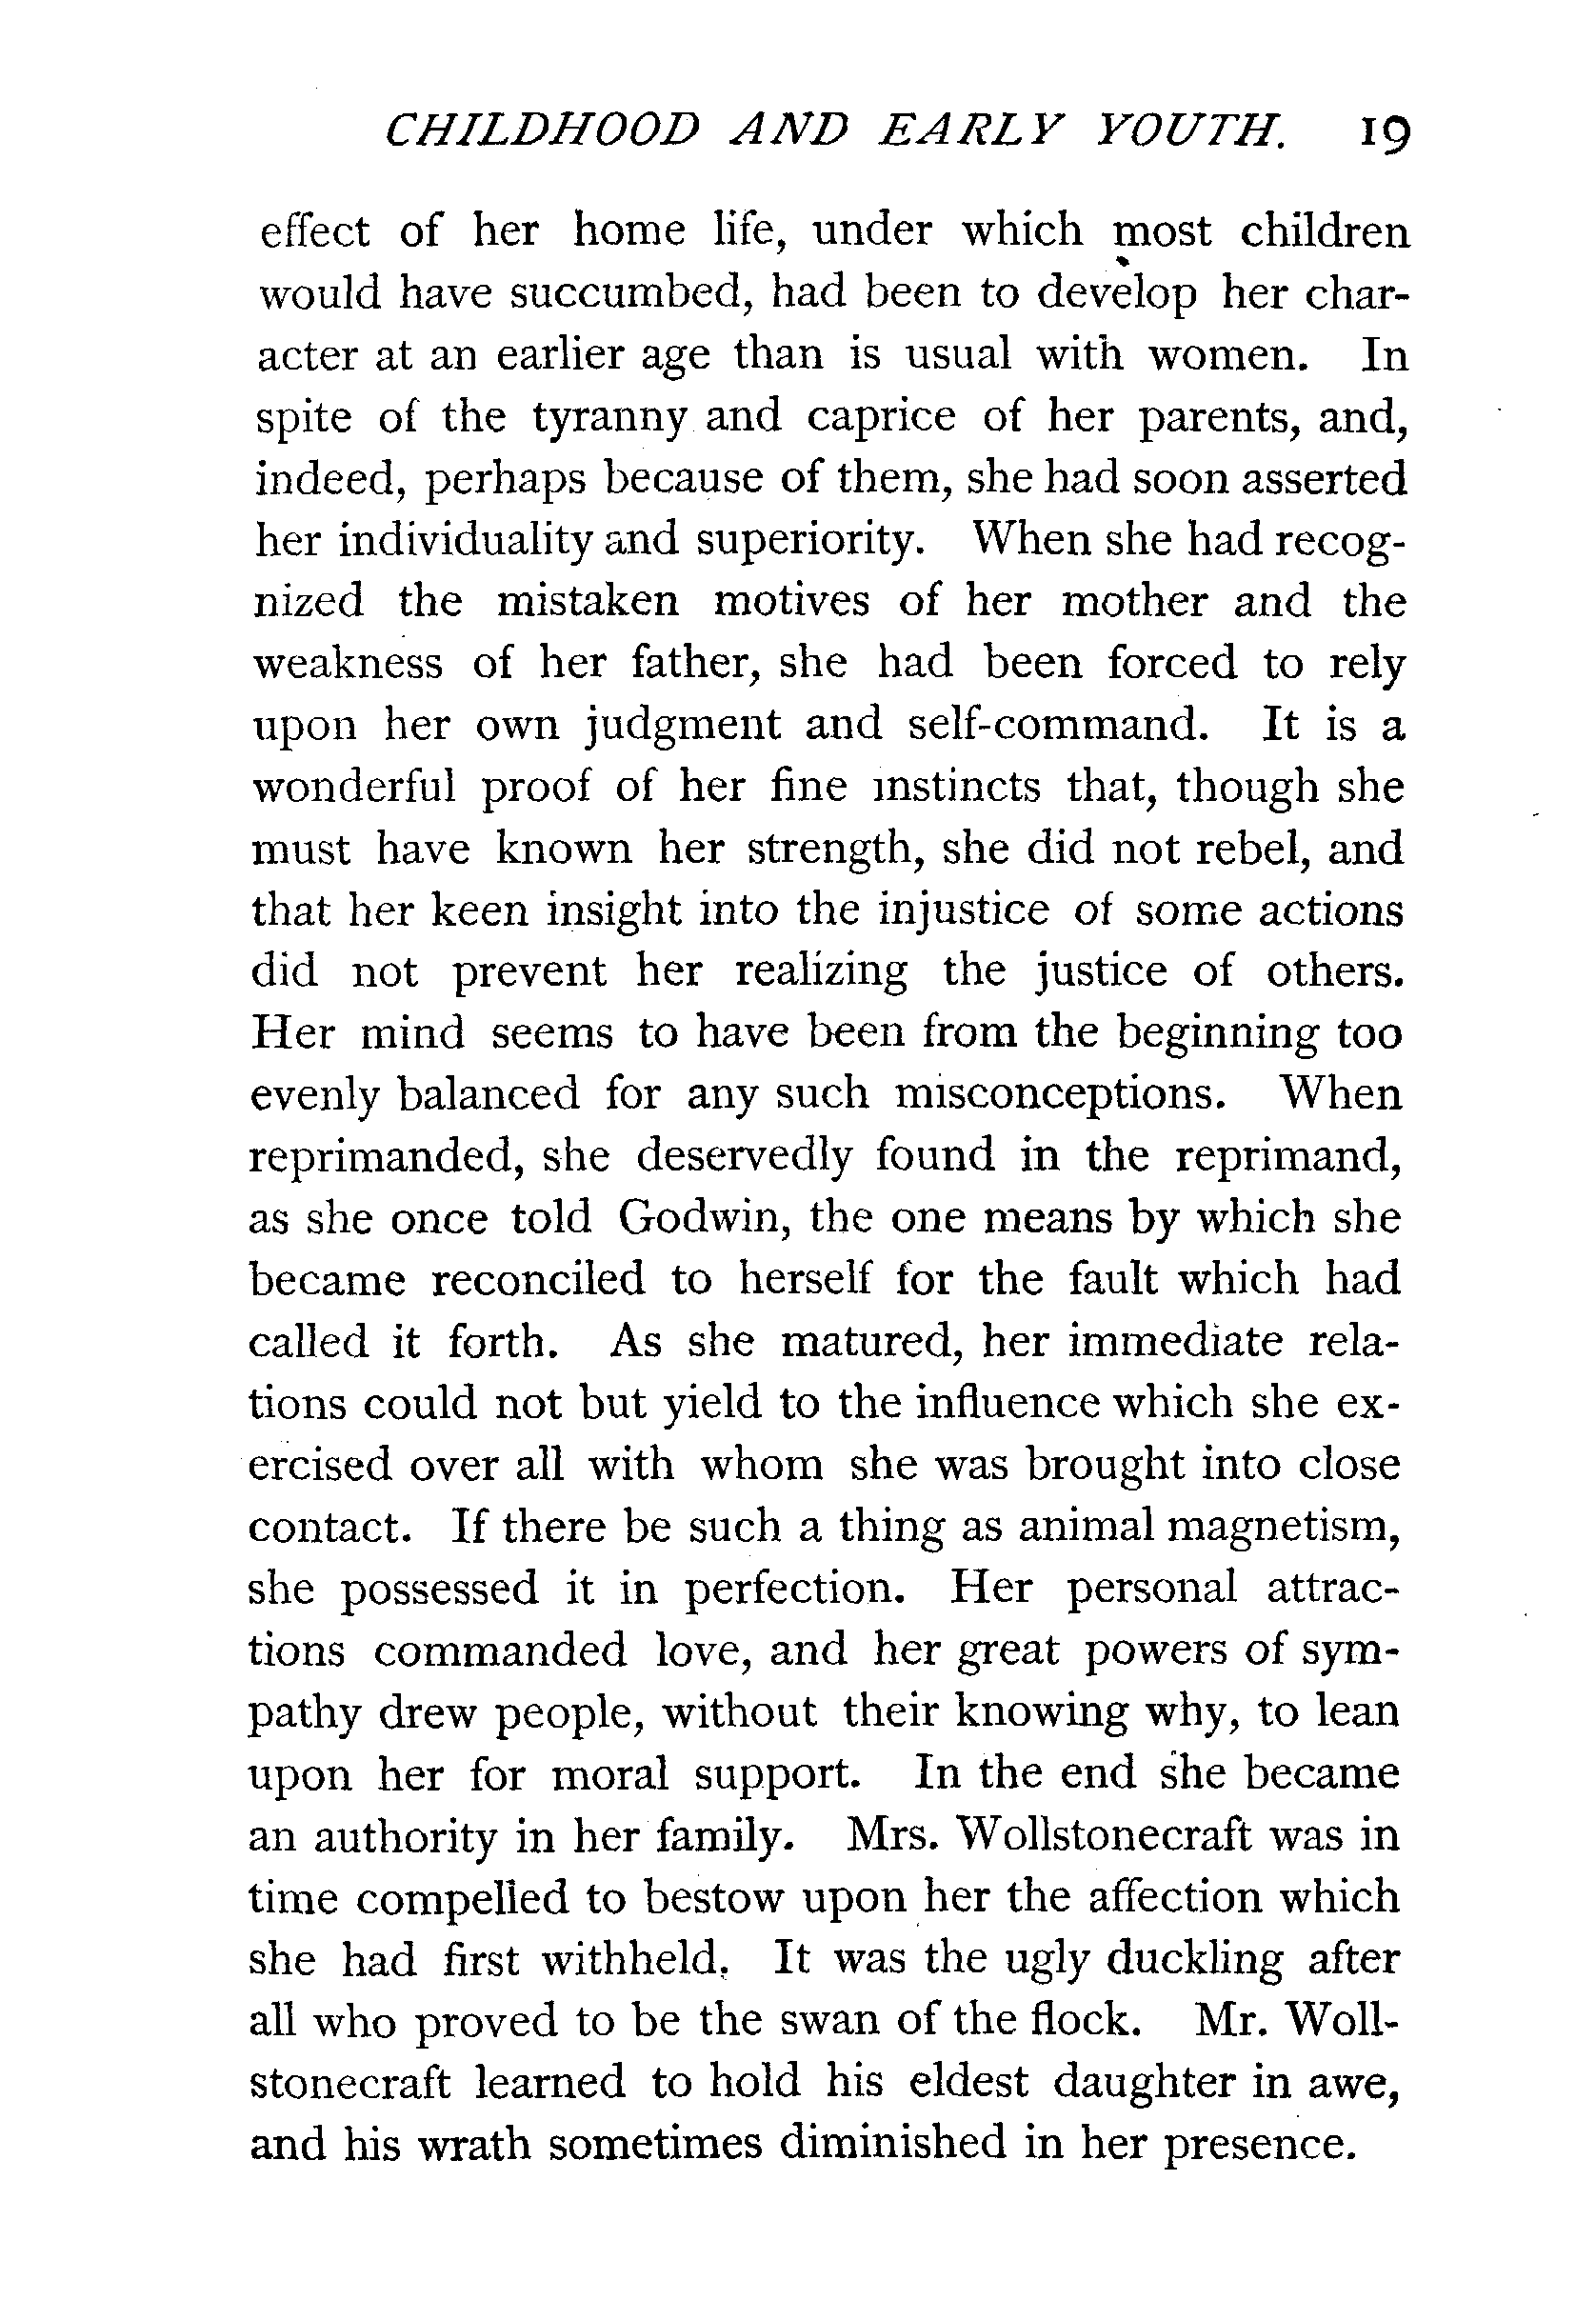 CHILDHOOD AND EARLY YOUTH. 19
effect of her home life, under which most children
would have succumbed, had been to develop her char-
acter at an earlier age than is usual with women. In
spite of the tyranny and caprice of her parents, and,
indeed, perhaps because of them, she had soon asserted
her individuality and superiority. When she had recog-
nized the mistaken motives of her mother and the
weakness of her father, she had been forced to rely
upon her own judgment and self-command. It is a
wonderful proof of her fine instincts that, though she
must have known her strength, she did not rebel, and
that her keen insight into the injustice of some actions
did not prevent her realizing the justice of others.
Her mind seems to have been from the beginning too
evenly balanced for any such misconceptions. When
reprimanded, she deservedly found in the reprimand,
as she once told Godwin, the one means by which she
became reconciled to herself for the fault which had
called it forth. As she matured, her immediate rela-
tions could not but yield to the influence which she ex-
ercised over all with whom she was brought into close
contact. If there be such a thing as animal magnetism,
she possessed it in perfection. Her personal attrac-
tions commanded love, and her great powers of sym-
pathy drew people, without their knowing why, to lean
upon her for moral support. In the end she became
an authority in her family. Mrs. Wollstonecraft was in
time compelled to bestow upon her the affection which
she had first withheld. It was the ugly duckling after
all who proved to be the swan of the flock. Mr. Woll-
stonecraft learned to hold his eldest daughter in awe,
and his wrath sometimes diminished in her presence.